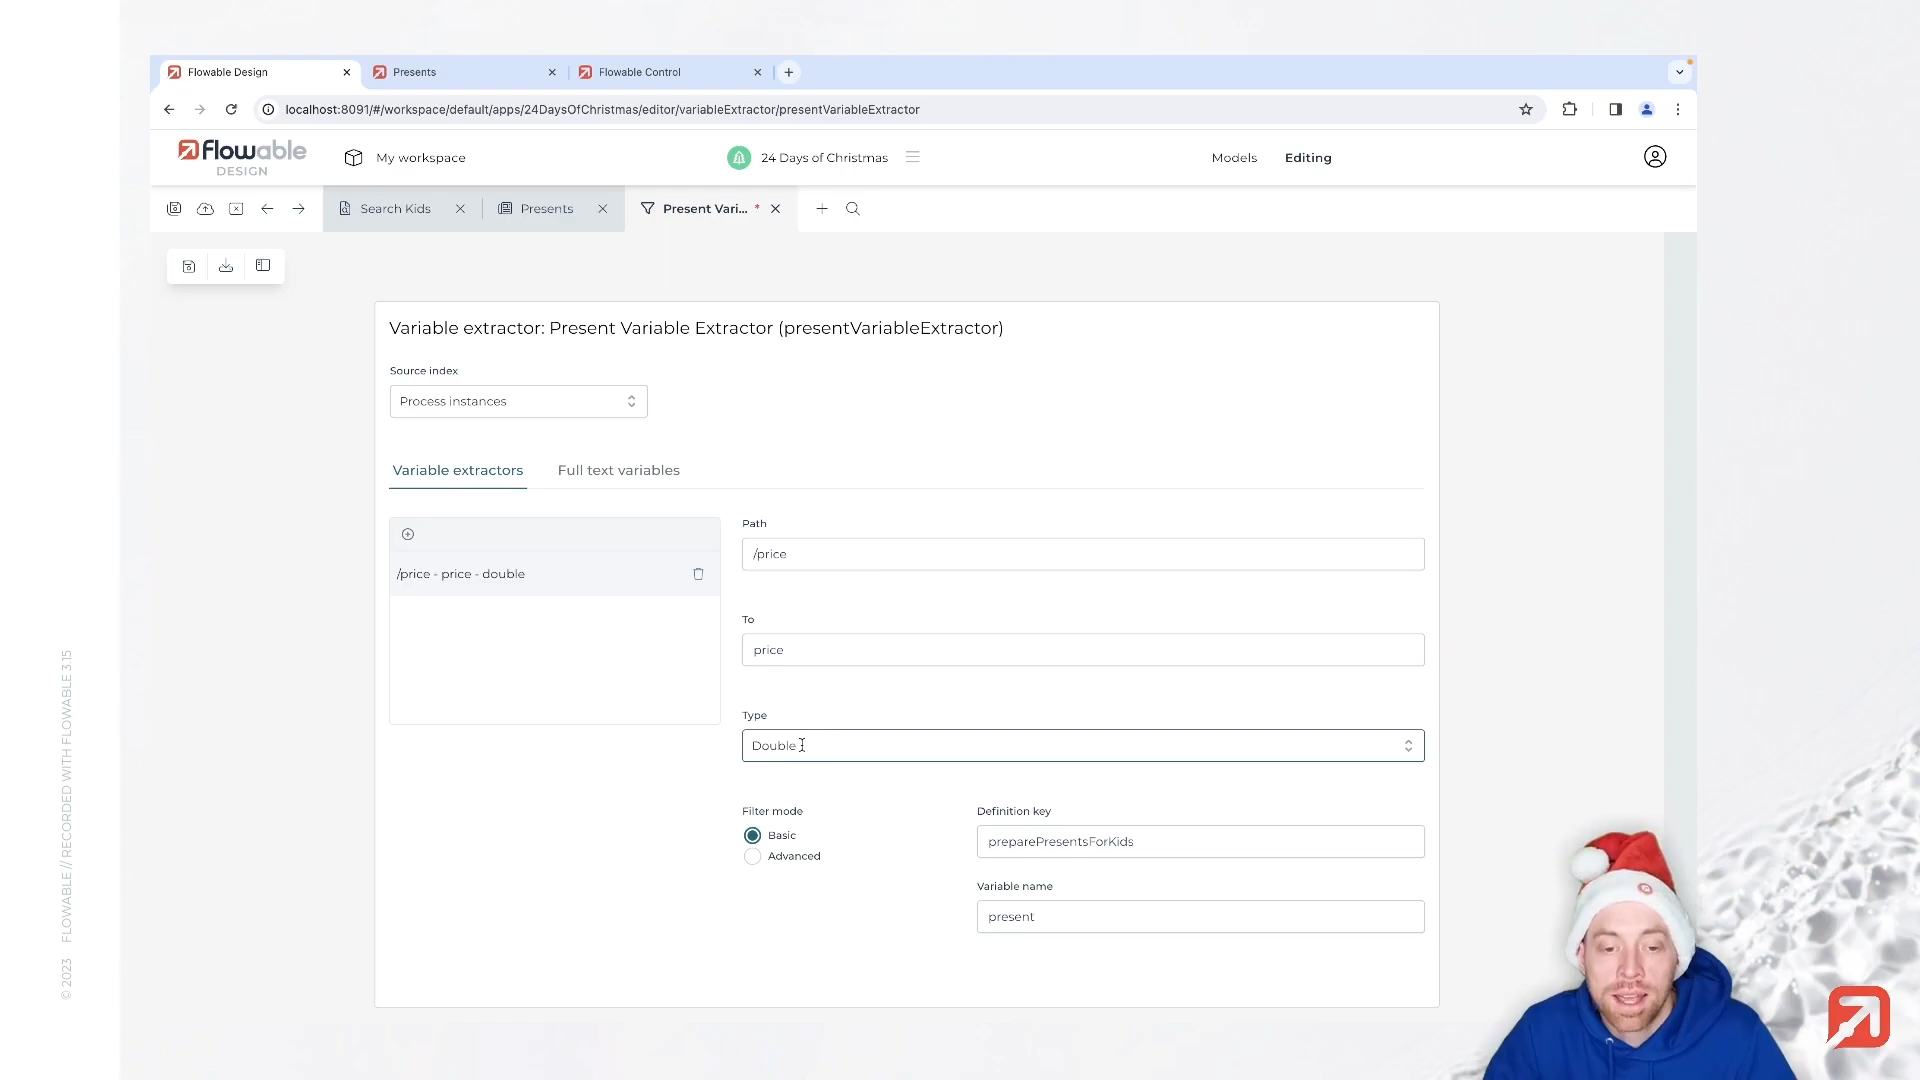 Flowable Design
Presents
Flowable Control
localhost:8091/#/workspace/default/apps/24DaysOfChristmas/editor/variableExtractor/presentVariableExtractor
flowable
DESIGN
My workspace
24 Days of Christmas
Models
Editing
Search Kids
Presents
Present Vari... *
Variable extractor: Present Variable Extractor (presentVariableExtractor)
Source index
Process instances
Variable extractors
Full text variables
/price - price - double
Path
/price
To
price
Type
Double
Filter mode
Basic
Advanced
Definition key
preparePresentsForKids
Variable name
present
© 2023 FLOWABLE // RECORDED WITH FLOWABLE 3.15